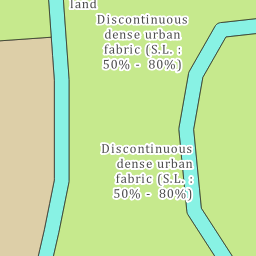 land
Discontinuous
dense urban
fabric (S.L. :
50% - 80%)
Discontinuous
dense urban
fabric (S.L. :
50% - 80%)